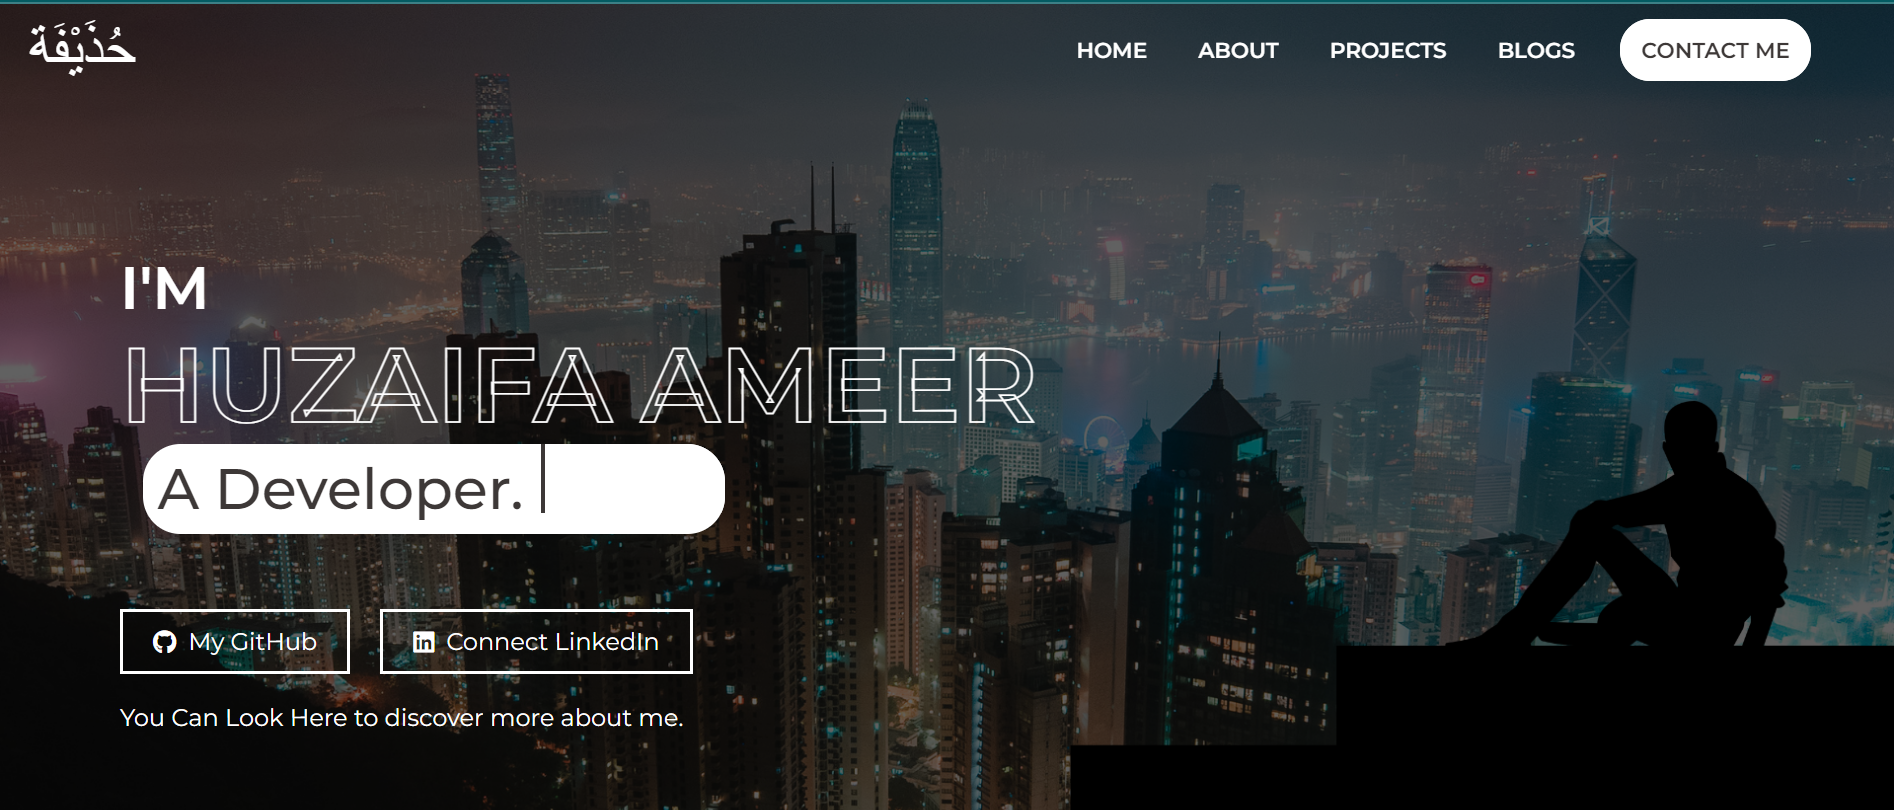 حُذَيْفَة
HOME ABOUT PROJECTS BLOGS CONTACT ME
I'M
HUZAIFA AMEER
A Developer.
My GitHub Connect LinkedIn
You Can Look Here to discover more about me.